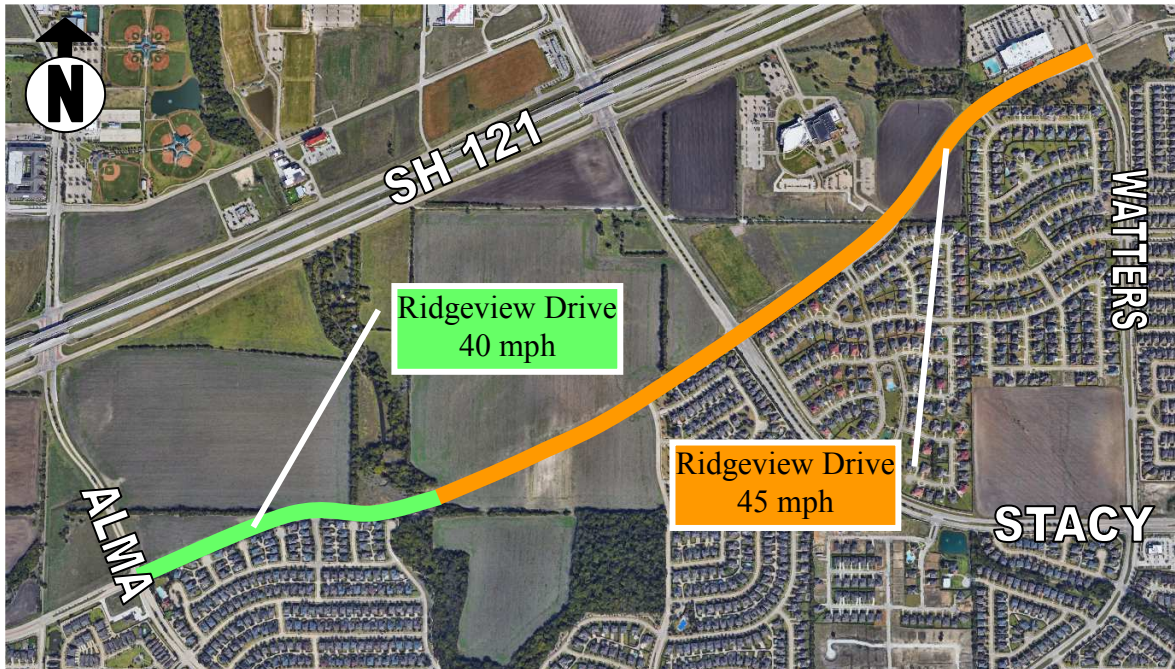 N
SH 121
WATTERS
Ridgeview Drive
40 mph
Ridgeview Drive
45 mph
ALMA
STACY